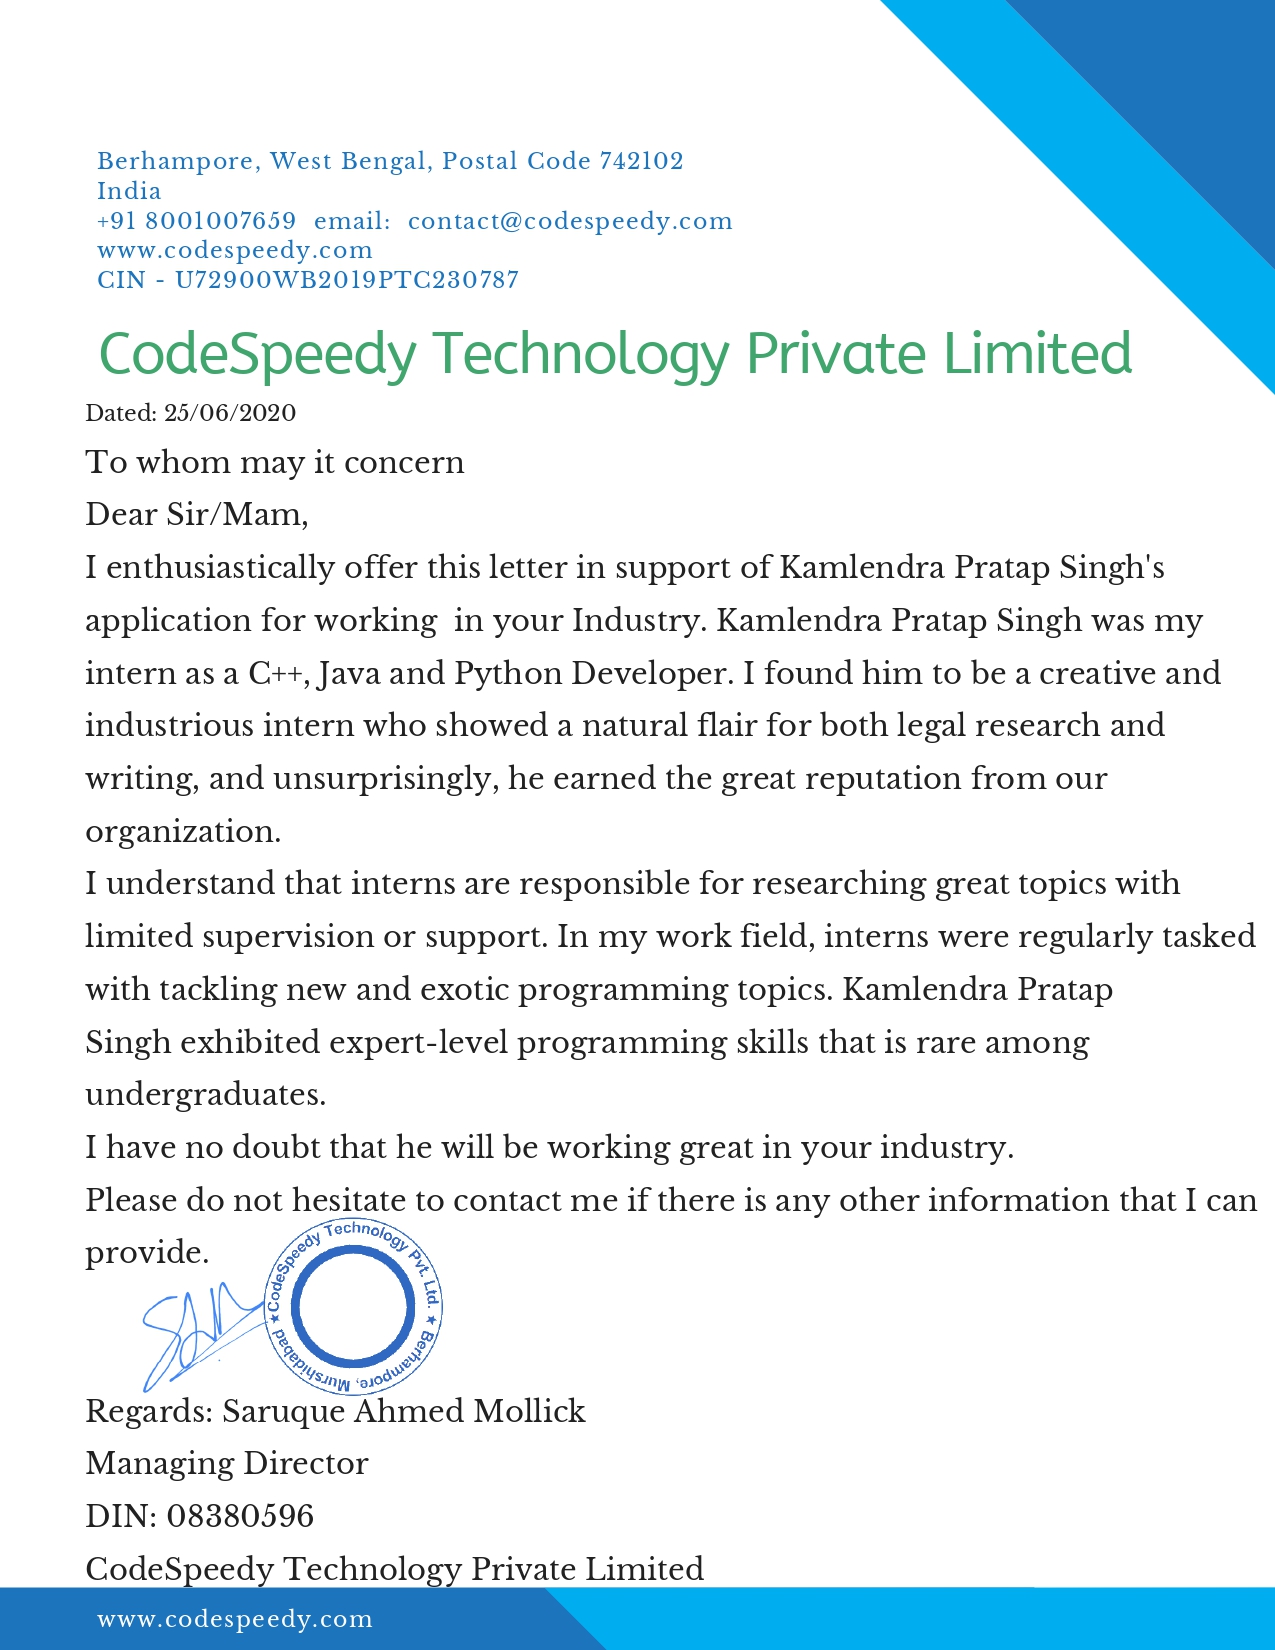 Berhampore, West Bengal, Postal Code 742102
India
+91 8001007659 email: contact@codespeedy.com
www.codespeedy.com
CIN - U72900WB2019PTC230787
CodeSpeedy Technology Private Limited
Dated: 25/06/2020
To whom may it concern
Dear Sir/Mam,
I enthusiastically offer this letter in support of Kamlendra Pratap Singh's
application for working in your Industry. Kamlendra Pratap Singh was my
intern as a C++, Java and Python Developer. I found him to be a creative and
industrious intern who showed a natural flair for both legal research and
writing, and unsurprisingly, he earned the great reputation from our
organization.
I understand that interns are responsible for researching great topics with
limited supervision or support. In my work field, interns were regularly tasked
with tackling new and exotic programming topics. Kamlendra Pratap
Singh exhibited expert-level programming skills that is rare among
undergraduates.
I have no doubt that he will be working great in your industry.
Please do not hesitate to contact me if there is any other information that I can
provide.
★ CodeSpeedy Technology Pvt. Ltd. ★ Berhampore, Murshidabad
Regards: Saruque Ahmed Mollick
Managing Director
DIN: 08380596
CodeSpeedy Technology Private Limited
www.codespeedy.com